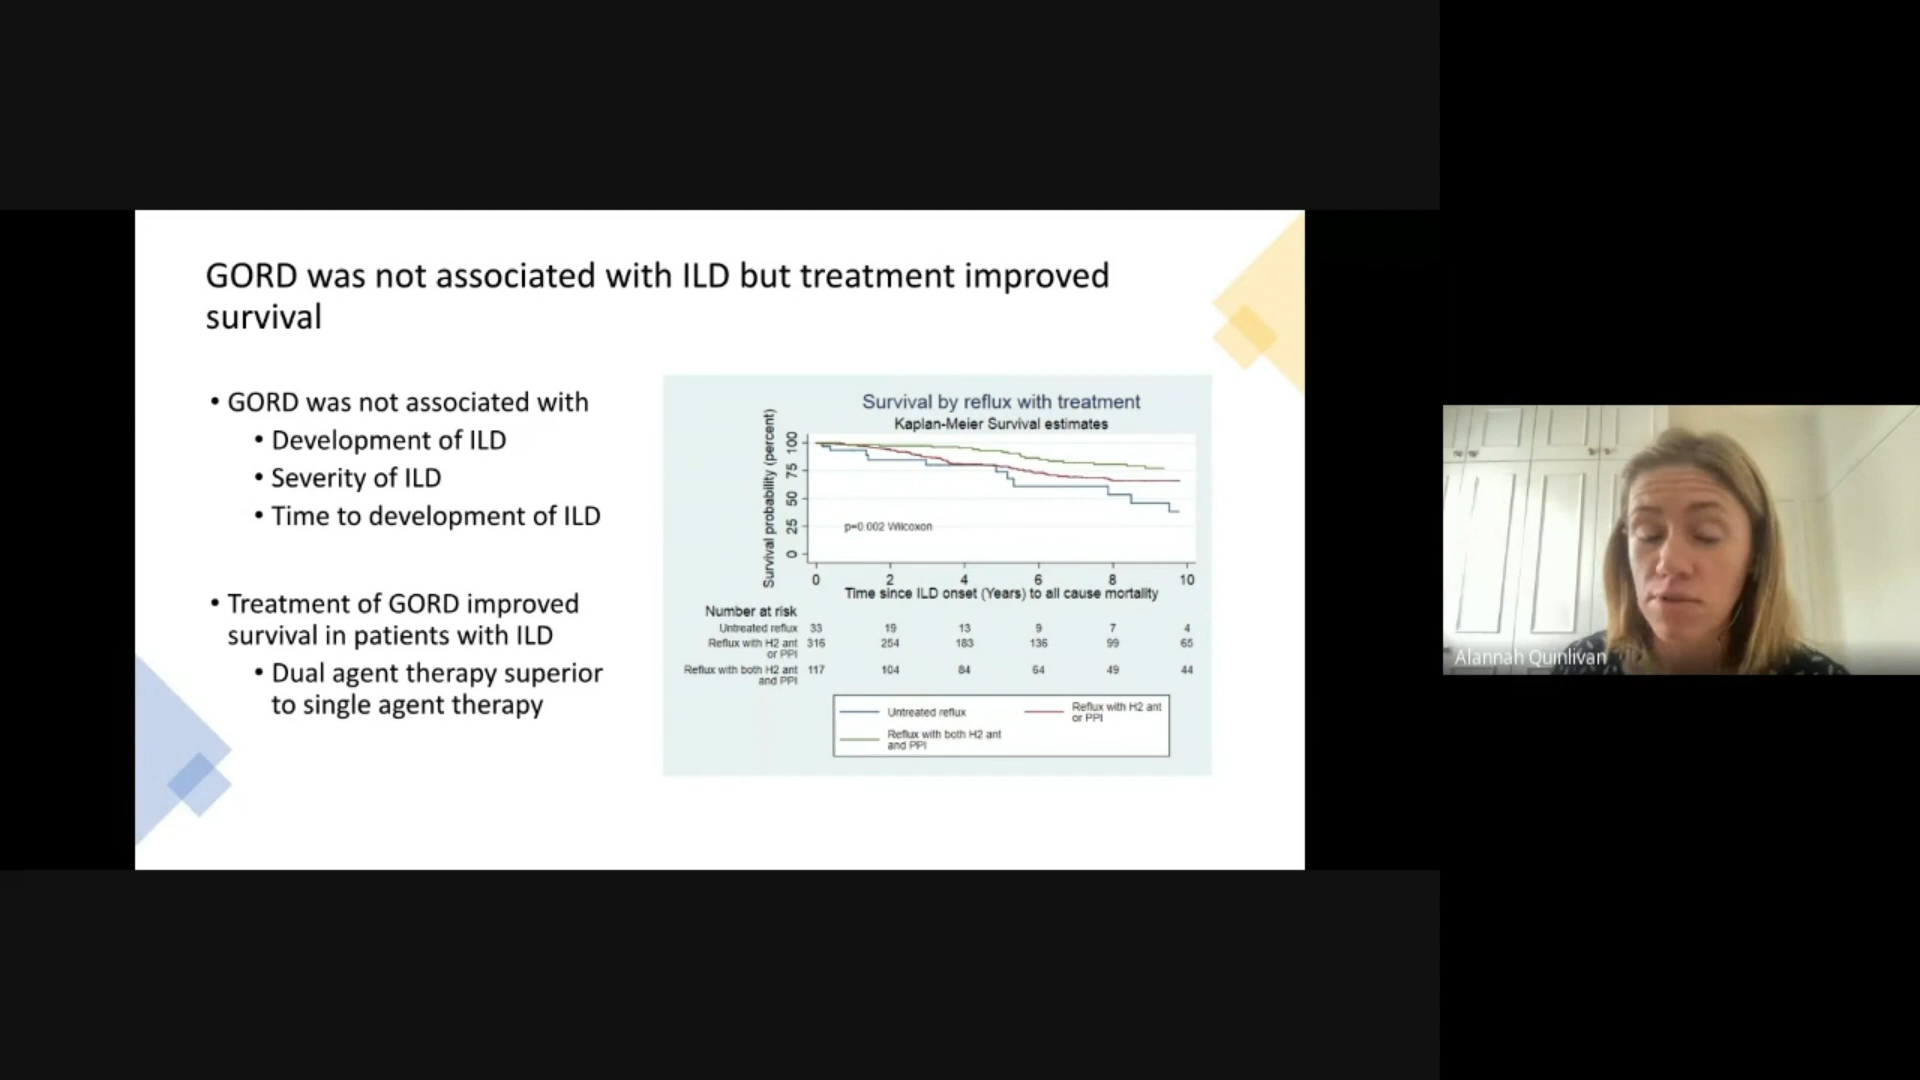 GORD was not associated with ILD but treatment improved
survival
• GORD was not associated with
• Development of ILD
• Severity of ILD
• Time to development of ILD
• Treatment of GORD improved
survival in patients with ILD
• Dual agent therapy superior
to single agent therapy
Survival by reflux with treatment
Kaplan-Meier Survival estimates
Survival probability (percent)
100
75
50
25
0
p=0.002 Wilcoxon
0 2 4 6 8 10
Time since ILD onset (Years) to all cause mortality
Number at risk
Untreated reflux 33 19 13 9 7 4
Reflux with H2 ant 316 254 183 136 99 65
or PPI
Reflux with both H2 ant 117 104 84 64 49 44
and PPI
Untreated reflux
Reflux with H2 ant
or PPI
Reflux with both H2 ant
and PPI
Alannah Quinlivan